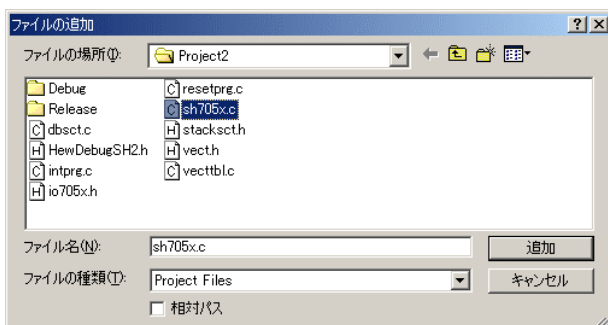 ファイルの追加
ファイルの場所(I):
Project2
Debug
Release
dbsct.c
HewDebugSH2.h
intprg.c
io705x.h
resetprg.c
sh705x.c
stacksct.h
vect.h
vecttbl.c
ファイル名(N):
sh705x.c
追加
ファイルの種類(T):
Project Files
キャンセル
相対パス